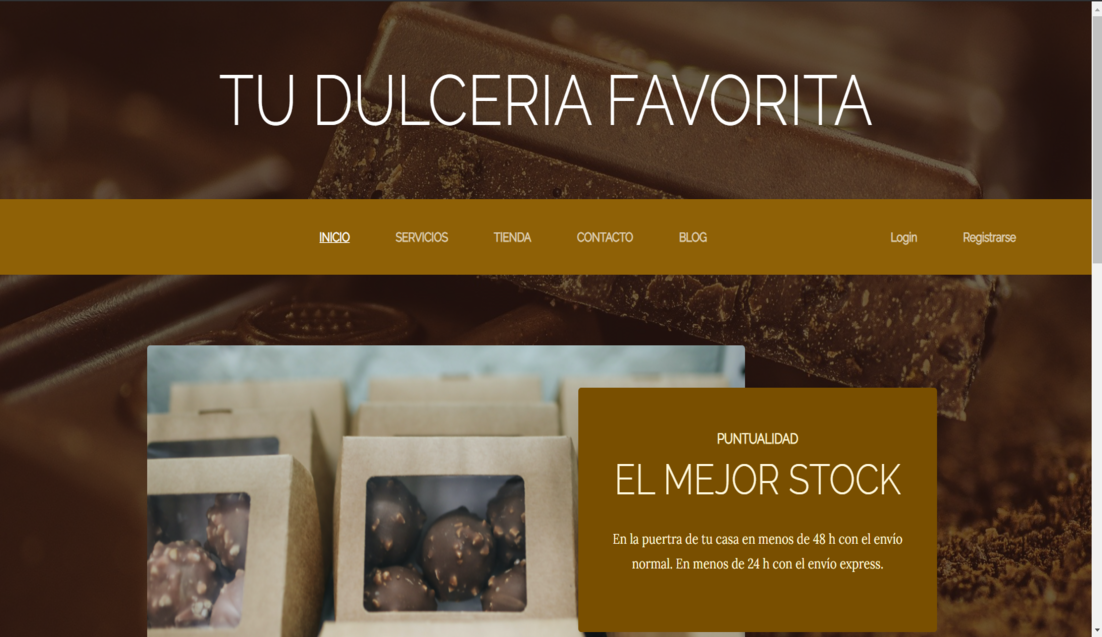 TU DULCERIA FAVORITA
INICIO SERVICIOS TIENDA CONTACTO BLOG Login Registrarse
PUNTUALIDAD
EL MEJOR STOCK
En la puertra de tu casa en menos de 48 h con el envío
normal. En menos de 24 h con el envío express.